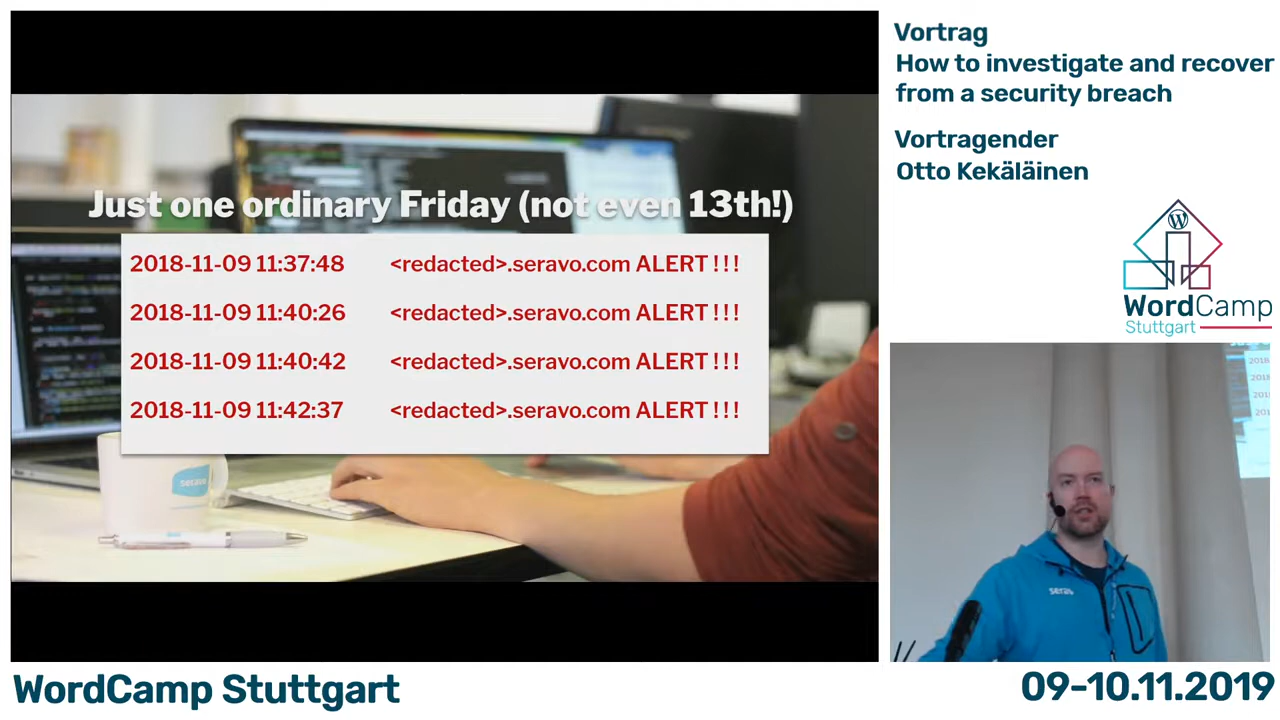 Just one ordinary Friday (not even 13th!)
2018-11-09 11:37:48 <redacted>.seravo.com ALERT ! ! !
2018-11-09 11:40:26 <redacted>.seravo.com ALERT ! ! !
2018-11-09 11:40:42 <redacted>.seravo.com ALERT ! ! !
2018-11-09 11:42:37 <redacted>.seravo.com ALERT ! ! !
seravo
Vortrag
How to investigate and recover
from a security breach
Vortragender
Otto Kekäläinen
WordCamp
Stuttgart
WordCamp Stuttgart
09-10.11.2019